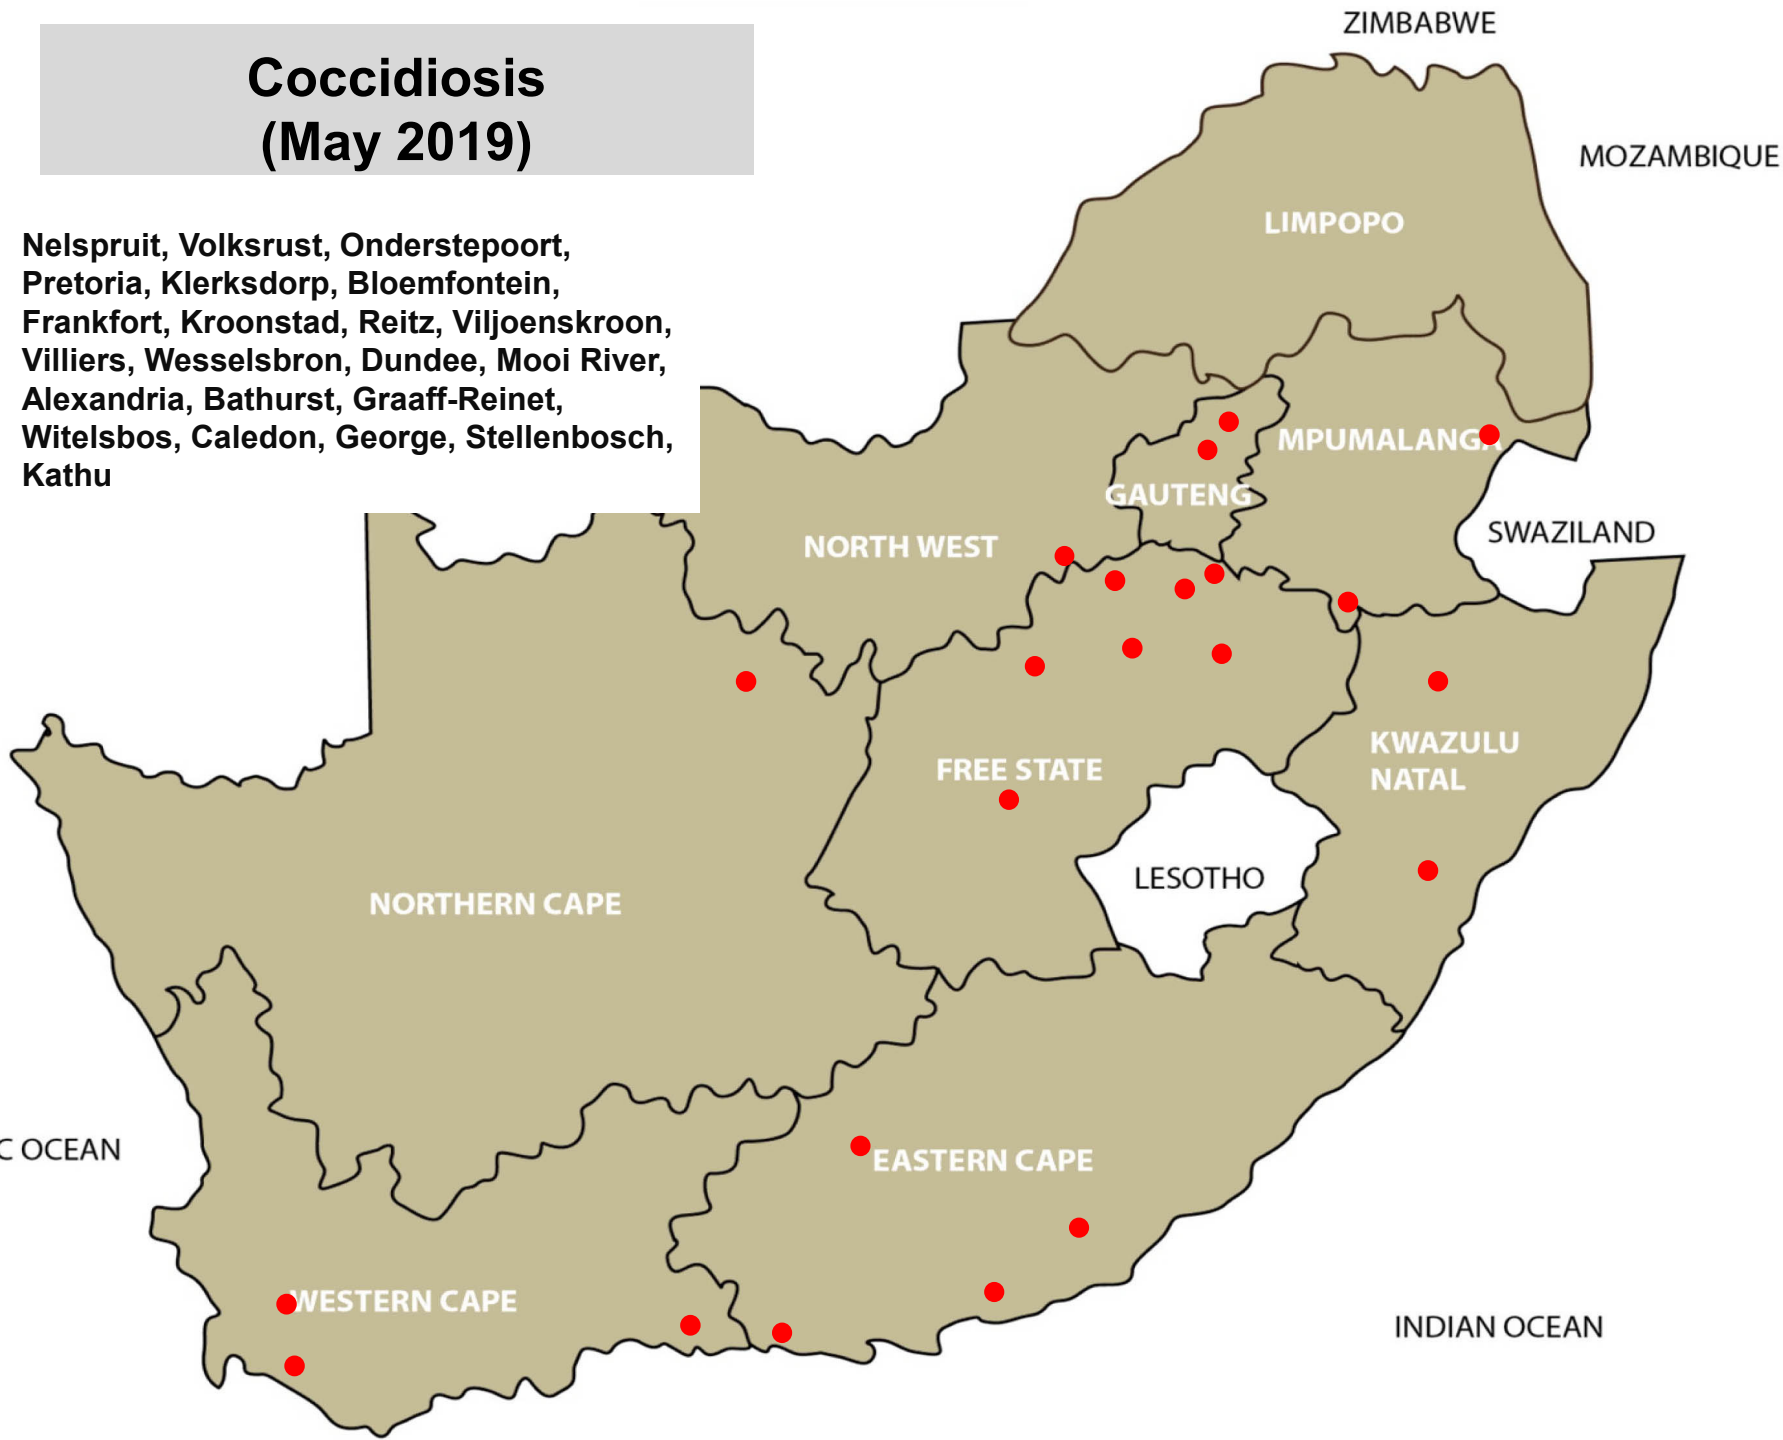 Coccidiosis
(May 2019)
Nelspruit, Volksrust, Onderstepoort,
Pretoria, Klerksdorp, Bloemfontein,
Frankfort, Kroonstad, Reitz, Viljoenskroon,
Villiers, Wesselsbron, Dundee, Mooi River,
Alexandria, Bathurst, Graaff-Reinet,
Witelsbos, Caledon, George, Stellenbosch,
Kathu
ZIMBABWE
MOZAMBIQUE
LIMPOPO
MPUMALANGA
GAUTENG
SWAZILAND
NORTH WEST
KWAZULU
NATAL
FREE STATE
LESOTHO
NORTHERN CAPE
C OCEAN
EASTERN CAPE
WESTERN CAPE
INDIAN OCEAN